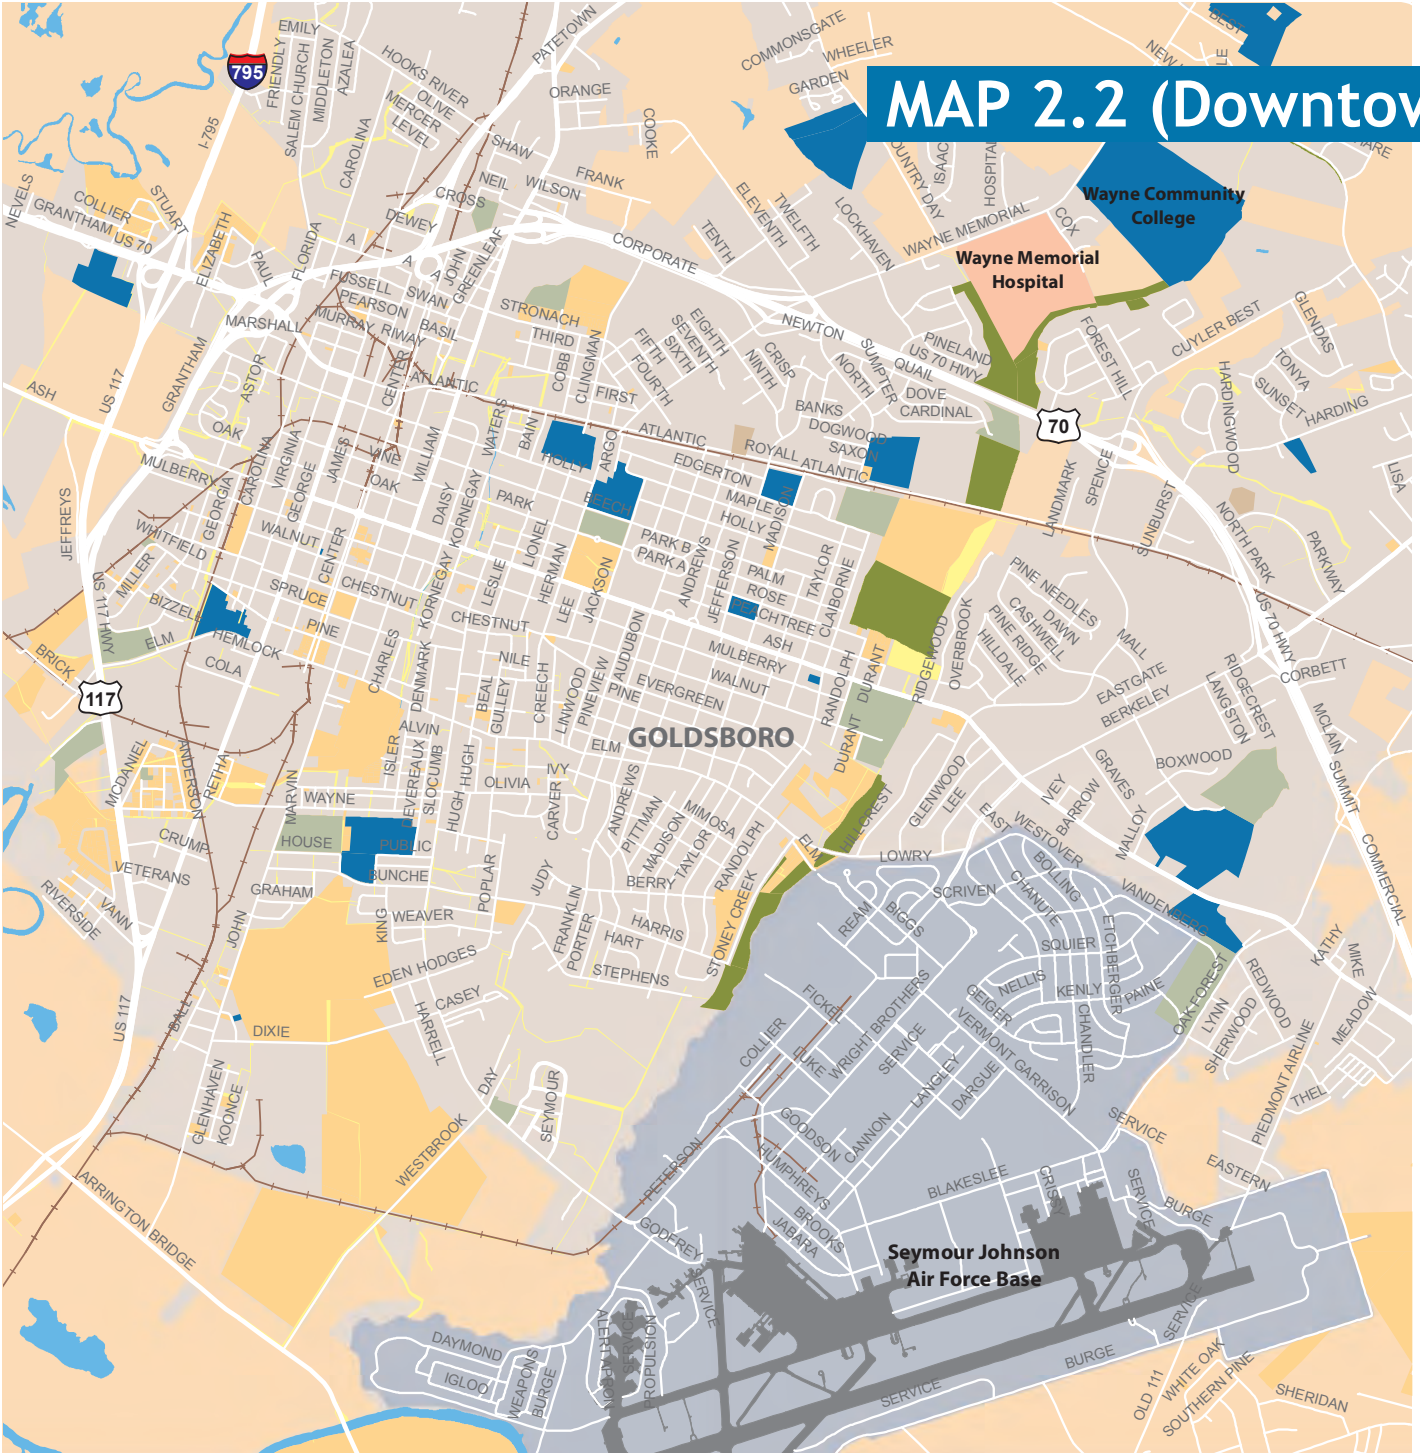 EMILY
FRIENDLY
SALEM CHURCH
MIDDLETON
AZALEA
HOOKS RIVER
OLIVE
MERCER
LEVEL
PATETOWN
ORANGE
COOKE
COMMONSGATE
WHEELER
GARDEN
BEST
795
I-795
MAP 2.2 (Downtow
CAROLINA
SHAW
NEIL
WILSON
FRANK
CROSS
DEWEY
ELEVENTH
TWELFTH
TENTH
LOCKHAVEN
OUNTRY DAY
ISAAC
HOSPITAL
COX
WAYNE MEMORIAL
Wayne Community
College
Wayne Memorial
Hospital
NEVELS
COLLIER
GRANTHAM US 70
STUART
ELIZABETH
PAUL
FLORIDA
A
A
A
JOHN
GREENLEAF
CORPORATE
FUSSELL
SWAN
PEARSON
BASIL
MURRAY
RIWAY
MARSHALL
STRONACH
THIRD
COBB
CLINGMAN
FIRST
FIFTH
FOURTH
SIXTH
SEVENTH
EIGHTH
NINTH
CRISP
NEWTON
NORTH
SUMPTER
PINELAND
US 70 HWY
QUAIL
DOVE
CARDINAL
FOREST HILL
CUYLER BEST
GLENDAS
TONYA
SUNSET
HARDING
HARDINGWOOD
LISA
ASH
US 117
GRANTHAM
ASTOR
OAK
MULBERRY
CENTER
ATLANTIC
WATERS
BAIN
HOLLY
ARGO
BEECH
ATLANTIC
EDGERTON
ROYALL ATLANTIC
BANKS
DOGWOOD
SAXON
70
LANDMARK
SPENCE
SUNBURST
NORTH PARK
PARKWAY
JEFFREYS
WHITFIELD
GEORGIA
CAROLINA
VIRGINIA
GEORGE
JAMES
VINE
OAK
WILLIAM
DAISY
KORNEGAY
PARK
MAPLE
HOLLY
MADISON
PARK B
PARK A
ANDREWS
JEFFERSON
PALM
ROSE
PEACHTREE
TAYLOR
CLAIBORNE
WALNUT
CENTER
MILLER
BIZZELL
SPRUCE
CHESTNUT
KORNEGAY
LESLIE
LIONEL
HERMAN
LEE
JACKSON
US 117 HWY
ELM
HEMLOCK
COLA
PINE
CHARLES
DENMARK
CHESTNUT
NILE
BEAL
GULLEY
CREECH
LINWOOD
PINEVIEW
AUDUBON
PINE
EVERGREEN
ASH
MULBERRY
WALNUT
RANDOLPH
DURANT
DURANT
RIDGEWOOD
OVERBROOK
PINE NEEDLES
CASHWELL
DAWN
PINE RIDGE
HILLDALE
MALL
EASTGATE
BERKELEY
US 70 HWY
CORBETT
RIDGECREST
LANGSTON
MCLAIN
SUMMIT
BOXWOOD
BRICK
117
GOLDSBORO
ELM
MCDANIEL
ANDERSON
RETHA
MARVIN
WAYNE
ISLER
ALVIN
DEVEREAUX
SLOCUMB
HUGH
HUGH
OLIVIA
IVY
CARVER
ANDREWS
PITTMAN
MADISON
MIMOSA
TAYLOR
RANDOLPH
BERRY
ELM
HILLCREST
GLENWOOD
LEE
EAST
WESTOVER
IVEY
BARROW
GRAVES
MALLOY
COMMERCIAL
CRUMP
VETERANS
RIVERSIDE
VANN
HOUSE
PUBLIC
BUNCHE
GRAHAM
JOHN
KING
WEAVER
POPLAR
JUDY
FRANKLIN
PORTER
HARRIS
HART
STEPHENS
STONEY CREEK
LOWRY
SCRIVEN
BOLLING
CHANUTE
VANDENBERG
REAM
BIGGS
SQUIER
ETCHBERGER
NELLIS
KENLY
PAINE
OAK FOREST
REDWOOD
LYNN
SHERWOOD
KATHY
MIKE
MEADOW
EDEN HODGES
CASEY
HARRELL
US 117
BALL
DIXIE
GLENHAVEN
KOONCE
DAY
SEYMOUR
WESTBROOK
FICKEL
COLLIER
LUKE
WRIGHT BROTHERS
GEIGER
SERVICE
VERMONT GARRISON
LANGLEY
DARGUE
CHANDLER
SERVICE
PIEDMONT AIRLINE
THEL
EASTERN
GOODSON
CANNON
HUMPHREYS
BROOKS
JABARA
PETERSON
GODFREY
BLAKESLEE
CRISSY
SERVICE
BURGE
Seymour Johnson
Air Force Base
ARRINGTON BRIDGE
DAYMOND
IGLOO
WEAPONS
BURGE
ALERT APRON
SERVICE
PROPULSION
SERVICE
SERVICE
SERVICE
BURGE
OLD 111
WHITE OAK
SOUTHERN PINE
SHERIDAN